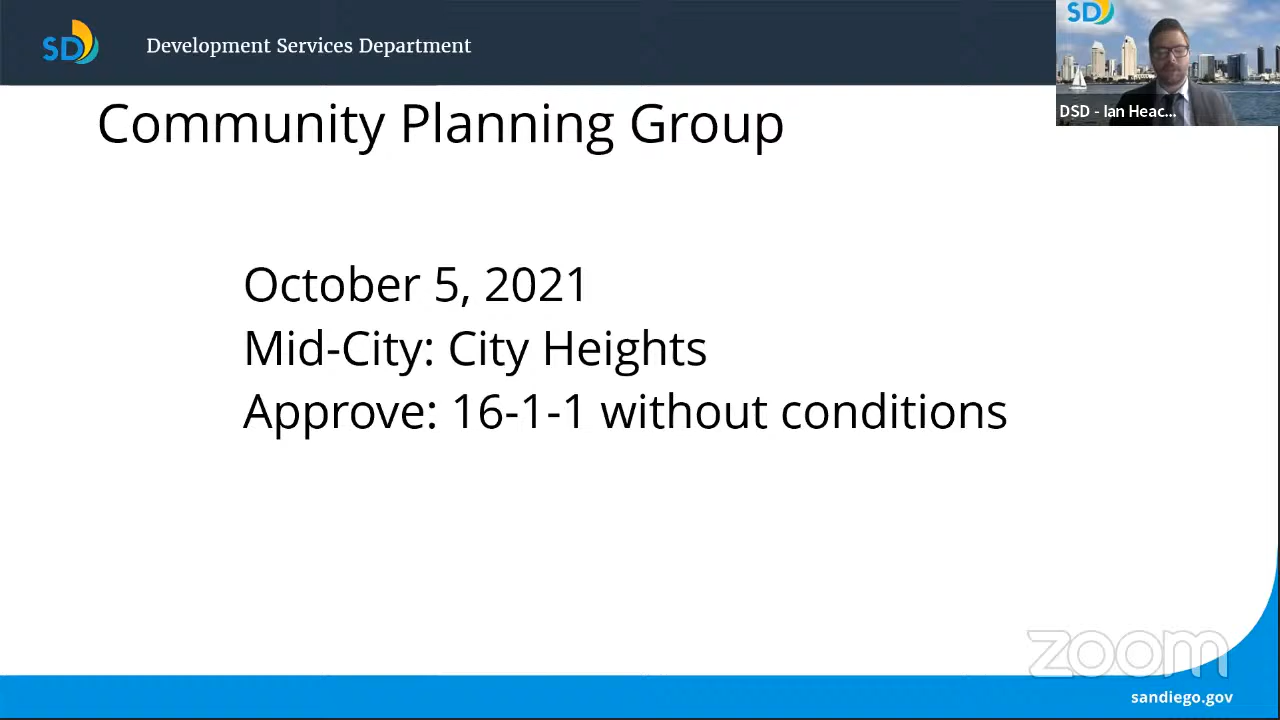 SD
Development Services Department
SD
DSD - Ian Heac...
Community Planning Group
October 5, 2021
Mid-City: City Heights
Approve: 16-1-1 without conditions
zoom
sandiego.gov